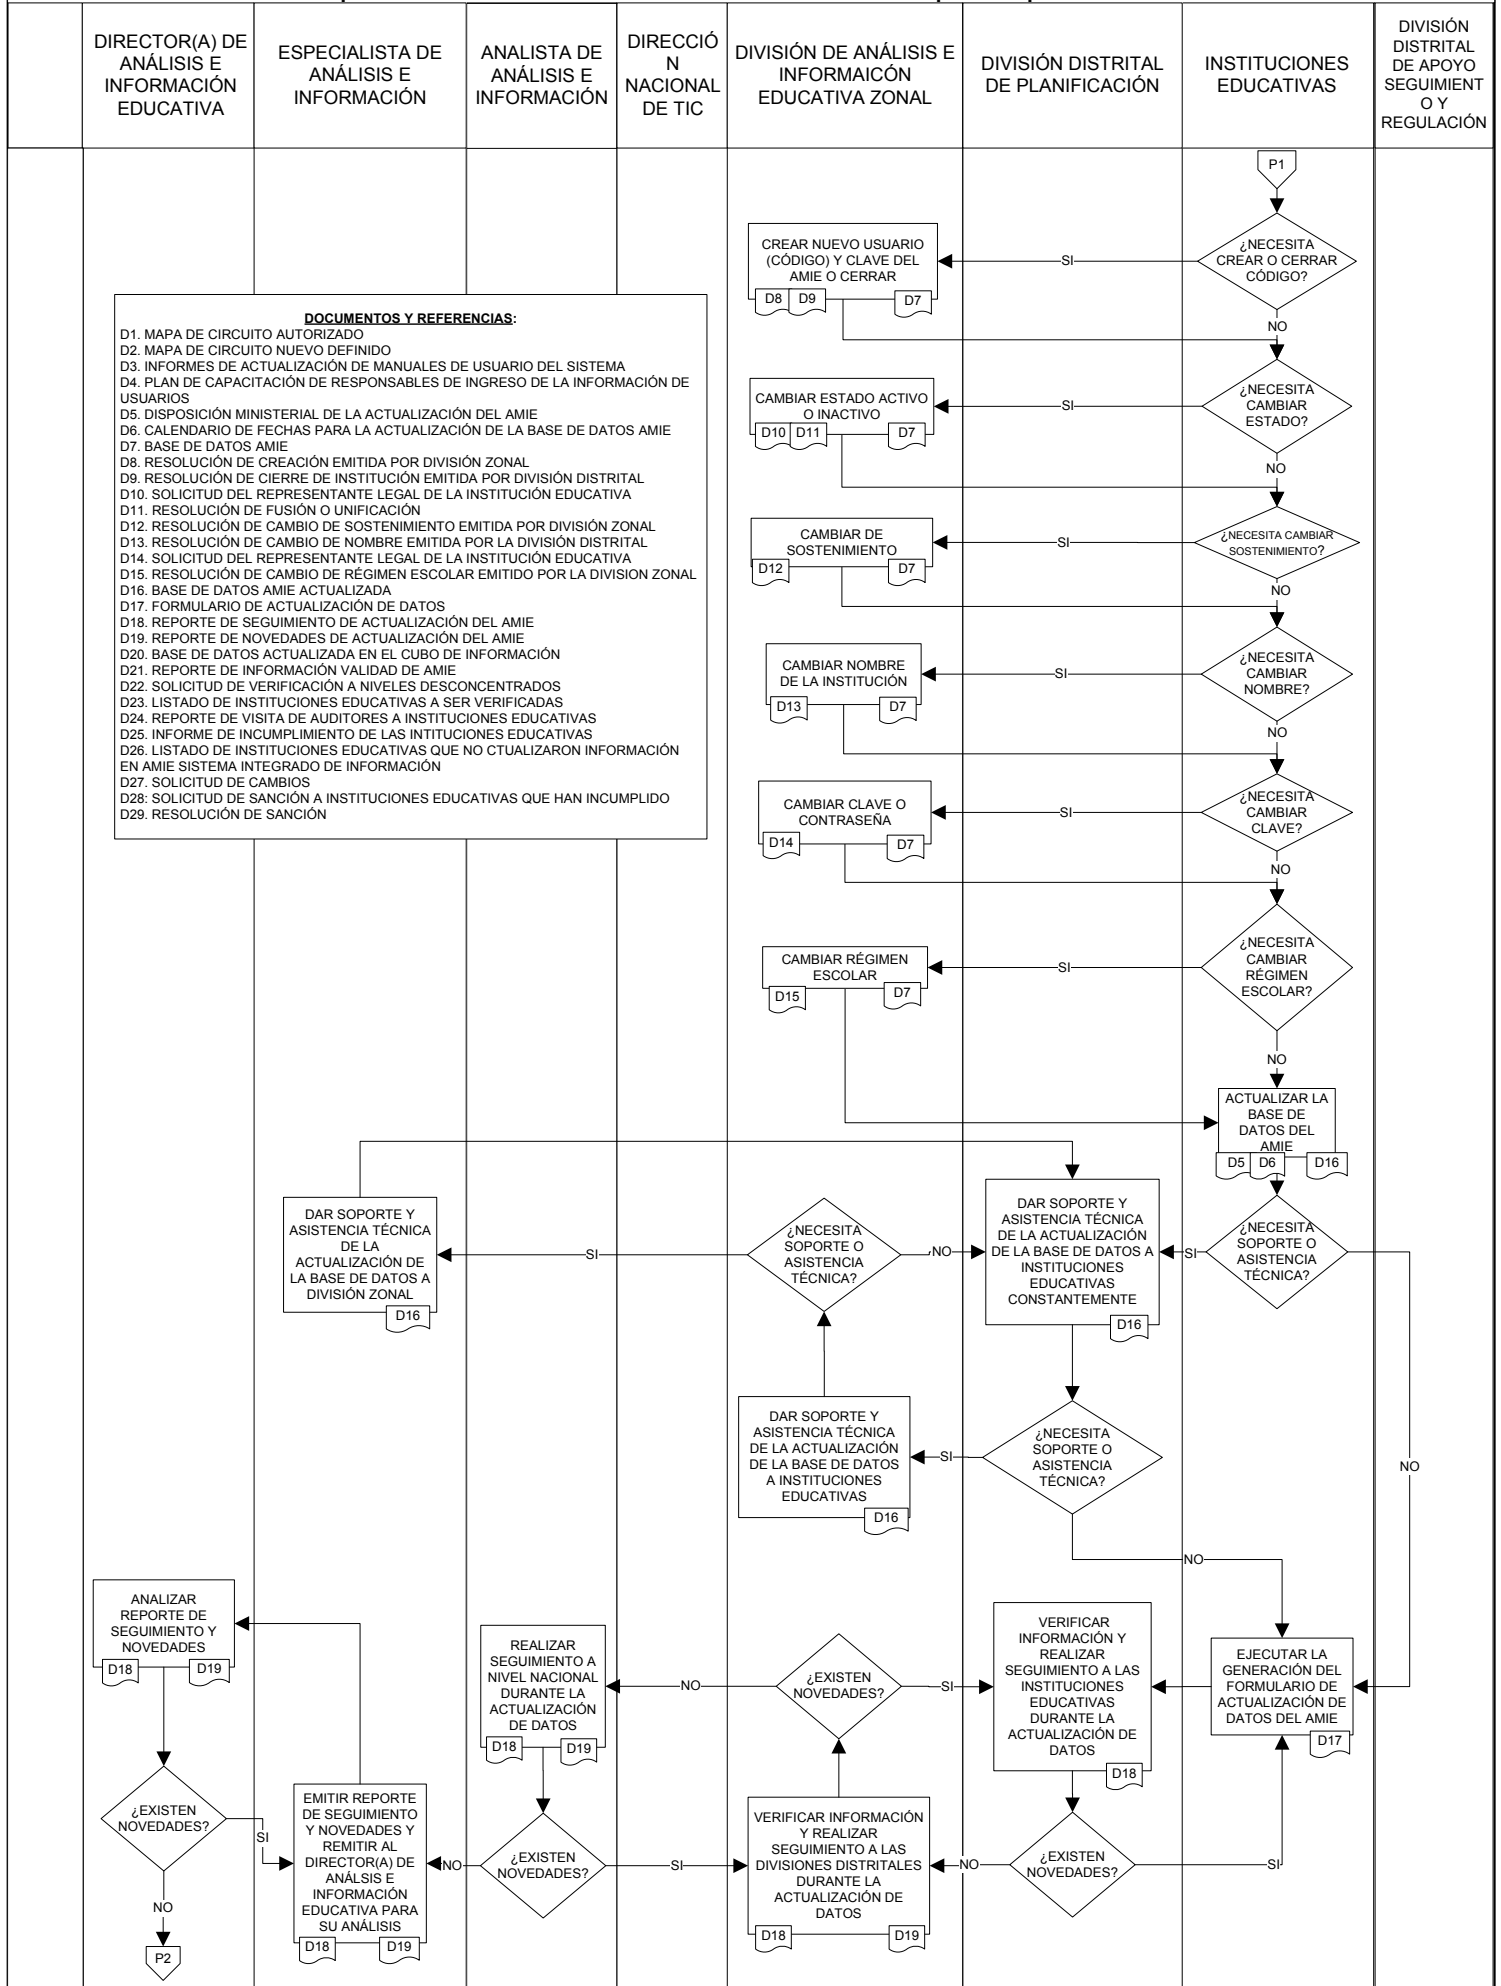 DIRECTOR(A) DE
ANÁLISIS E
INFORMACIÓN
EDUCATIVA
ESPECIALISTA DE
ANÁLISIS E
INFORMACIÓN
ANALISTA DE
ANÁLISIS E
INFORMACIÓN
DIRECCIÓ
N
NACIONAL
DE TIC
DIVISIÓN DE ANÁLISIS E
INFORMAICÓN
EDUCATIVA ZONAL
DIVISIÓN DISTRITAL
DE PLANIFICACIÓN
INSTITUCIONES
EDUCATIVAS
DIVISIÓN
DISTRITAL
DE APOYO
SEGUIMIENT
O Y
REGULACIÓN
P1
¿NECESITA
CREAR O CERRAR
CÓDIGO?
SI
CREAR NUEVO USUARIO
(CÓDIGO) Y CLAVE DEL
AMIE O CERRAR
D8
D9
D7
NO
DOCUMENTOS Y REFERENCIAS:
D1. MAPA DE CIRCUITO AUTORIZADO
D2. MAPA DE CIRCUITO NUEVO DEFINIDO
D3. INFORMES DE ACTUALIZACIÓN DE MANUALES DE USUARIO DEL SISTEMA
D4. PLAN DE CAPACITACIÓN DE RESPONSABLES DE INGRESO DE LA INFORMACIÓN DE
USUARIOS
D5. DISPOSICIÓN MINISTERIAL DE LA ACTUALIZACIÓN DEL AMIE
D6. CALENDARIO DE FECHAS PARA LA ACTUALIZACIÓN DE LA BASE DE DATOS AMIE
D7. BASE DE DATOS AMIE
D8. RESOLUCIÓN DE CREACIÓN EMITIDA POR DIVISIÓN ZONAL
D9. RESOLUCIÓN DE CIERRE DE INSTITUCIÓN EMITIDA POR DIVISIÓN DISTRITAL
D10. SOLICITUD DEL REPRESENTANTE LEGAL DE LA INSTITUCIÓN EDUCATIVA
D11. RESOLUCIÓN DE FUSIÓN O UNIFICACIÓN
D12. RESOLUCIÓN DE CAMBIO DE SOSTENIMIENTO EMITIDA POR DIVISIÓN ZONAL
D13. RESOLUCIÓN DE CAMBIO DE NOMBRE EMITIDA POR LA DIVISIÓN DISTRITAL
D14. SOLICITUD DEL REPRESENTANTE LEGAL DE LA INSTITUCIÓN EDUCATIVA
D15. RESOLUCIÓN DE CAMBIO DE RÉGIMEN ESCOLAR EMITIDO POR LA DIVISION ZONAL
D16. BASE DE DATOS AMIE ACTUALIZADA
D17. FORMULARIO DE ACTUALIZACIÓN DE DATOS
D18. REPORTE DE SEGUIMIENTO DE ACTUALIZACIÓN DEL AMIE
D19. REPORTE DE NOVEDADES DE ACTUALIZACIÓN DEL AMIE
D20. BASE DE DATOS ACTUALIZADA EN EL CUBO DE INFORMACIÓN
D21. REPORTE DE INFORMACIÓN VALIDAD DE AMIE
D22. SOLICITUD DE VERIFICACIÓN A NIVELES DESCONCENTRADOS
D23. LISTADO DE INSTITUCIONES EDUCATIVAS A SER VERIFICADAS
D24. REPORTE DE VISITA DE AUDITORES A INSTITUCIONES EDUCATIVAS
D25. INFORME DE INCUMPLIMIENTO DE LAS INTITUCIONES EDUCATIVAS
D26. LISTADO DE INSTITUCIONES EDUCATIVAS QUE NO CTUALIZARON INFORMACIÓN
EN AMIE SISTEMA INTEGRADO DE INFORMACIÓN
D27. SOLICITUD DE CAMBIOS
D28: SOLICITUD DE SANCIÓN A INSTITUCIONES EDUCATIVAS QUE HAN INCUMPLIDO
D29. RESOLUCIÓN DE SANCIÓN
¿NECESITA
CAMBIAR
ESTADO?
SI
CAMBIAR ESTADO ACTIVO
O INACTIVO
D10
D11
D7
NO
¿NECESITA CAMBIAR
SOSTENIMIENTO?
SI
CAMBIAR DE
SOSTENIMIENTO
D12
D7
NO
¿NECESITA
CAMBIAR
NOMBRE?
SI
CAMBIAR NOMBRE
DE LA INSTITUCIÓN
D13
D7
NO
¿NECESITA
CAMBIAR
CLAVE?
SI
CAMBIAR CLAVE O
CONTRASEÑA
D14
D7
NO
¿NECESITA
CAMBIAR
RÉGIMEN
ESCOLAR?
SI
CAMBIAR RÉGIMEN
ESCOLAR
D15
D7
NO
ACTUALIZAR LA
BASE DE
DATOS DEL
AMIE
D5
D6
D16
DAR SOPORTE Y
ASISTENCIA TÉCNICA
DE LA
ACTUALIZACIÓN DE
LA BASE DE DATOS A
DIVISIÓN ZONAL
D16
SI
¿NECESITA
SOPORTE O
ASISTENCIA
TÉCNICA?
NO
DAR SOPORTE Y
ASISTENCIA TÉCNICA
DE LA ACTUALIZACIÓN
DE LA BASE DE DATOS A
INSTITUCIONES
EDUCATIVAS
CONSTANTEMENTE
D16
SI
¿NECESITA
SOPORTE O
ASISTENCIA
TÉCNICA?
NO
DAR SOPORTE Y
ASISTENCIA TÉCNICA
DE LA ACTUALIZACIÓN
DE LA BASE DE DATOS
A INSTITUCIONES
EDUCATIVAS
D16
SI
¿NECESITA
SOPORTE O
ASISTENCIA
TÉCNICA?
NO
ANALIZAR
REPORTE DE
SEGUIMIENTO Y
NOVEDADES
D18
D19
REALIZAR
SEGUIMIENTO A
NIVEL NACIONAL
DURANTE LA
ACTUALIZACIÓN
DE DATOS
D18
D19
NO
¿EXISTEN
NOVEDADES?
SI
VERIFICAR
INFORMACIÓN Y
REALIZAR
SEGUIMIENTO A LAS
INSTITUCIONES
EDUCATIVAS
DURANTE LA
ACTUALIZACIÓN DE
DATOS
D18
EJECUTAR LA
GENERACIÓN DEL
FORMULARIO DE
ACTUALIZACIÓN DE
DATOS DEL AMIE
D17
¿EXISTEN
NOVEDADES?
SI
NO
P2
EMITIR REPORTE
DE SEGUIMIENTO
Y NOVEDADES Y
REMITIR AL
DIRECTOR(A) DE
ANÁLSIS E
INFORMACIÓN
EDUCATIVA PARA
SU ANÁLISIS
D18
D19
NO
¿EXISTEN
NOVEDADES?
SI
VERIFICAR INFORMACIÓN
Y REALIZAR
SEGUIMIENTO A LAS
DIVISIONES DISTRITALES
DURANTE LA
ACTUALIZACIÓN DE
DATOS
D18
D19
NO
¿EXISTEN
NOVEDADES?
SI